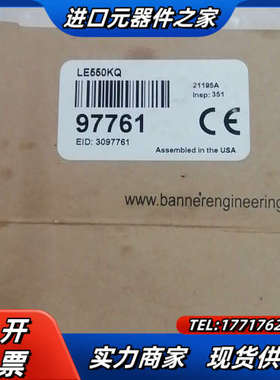 进口元器件之家
LE550KQ
21195A
Insp: 351
97761
EID: 3097761
CE
Assembled in the USA
www.bannerengineering
开
票
TEL:1771762
实力商家 现货供应